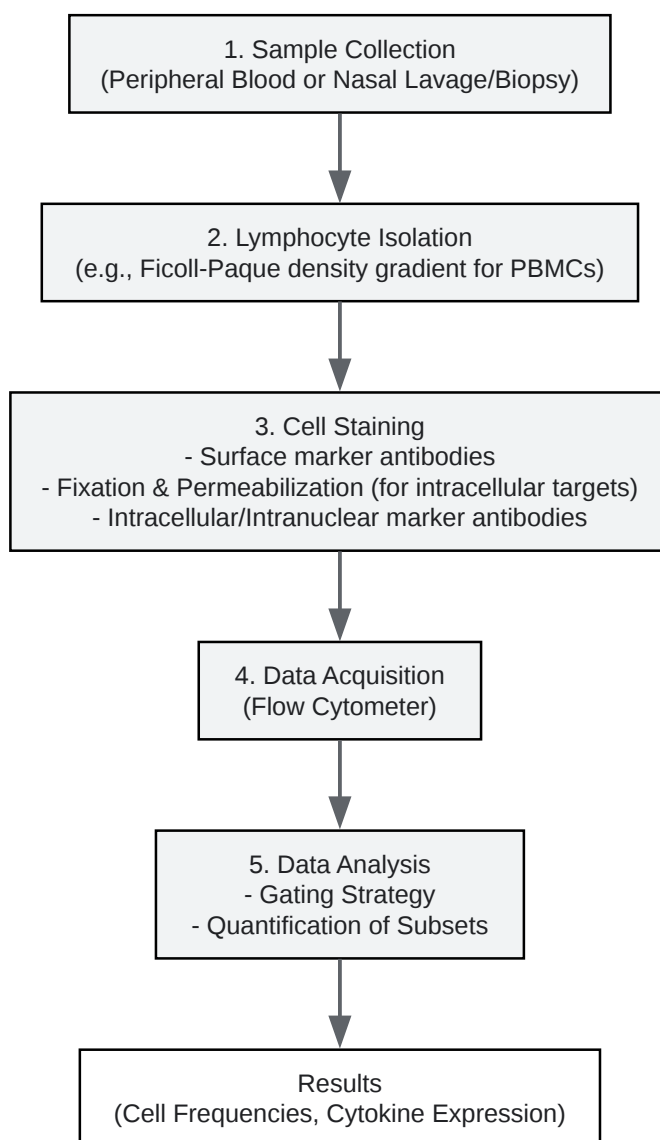 1. Sample Collection
(Peripheral Blood or Nasal Lavage/Biopsy)
2. Lymphocyte Isolation
(e.g., Ficoll-Paque density gradient for PBMCs)
3. Cell Staining
- Surface marker antibodies
- Fixation & Permeabilization (for intracellular targets)
- Intracellular/Intranuclear marker antibodies
4. Data Acquisition
(Flow Cytometer)
5. Data Analysis
- Gating Strategy
- Quantification of Subsets
Results
(Cell Frequencies, Cytokine Expression)